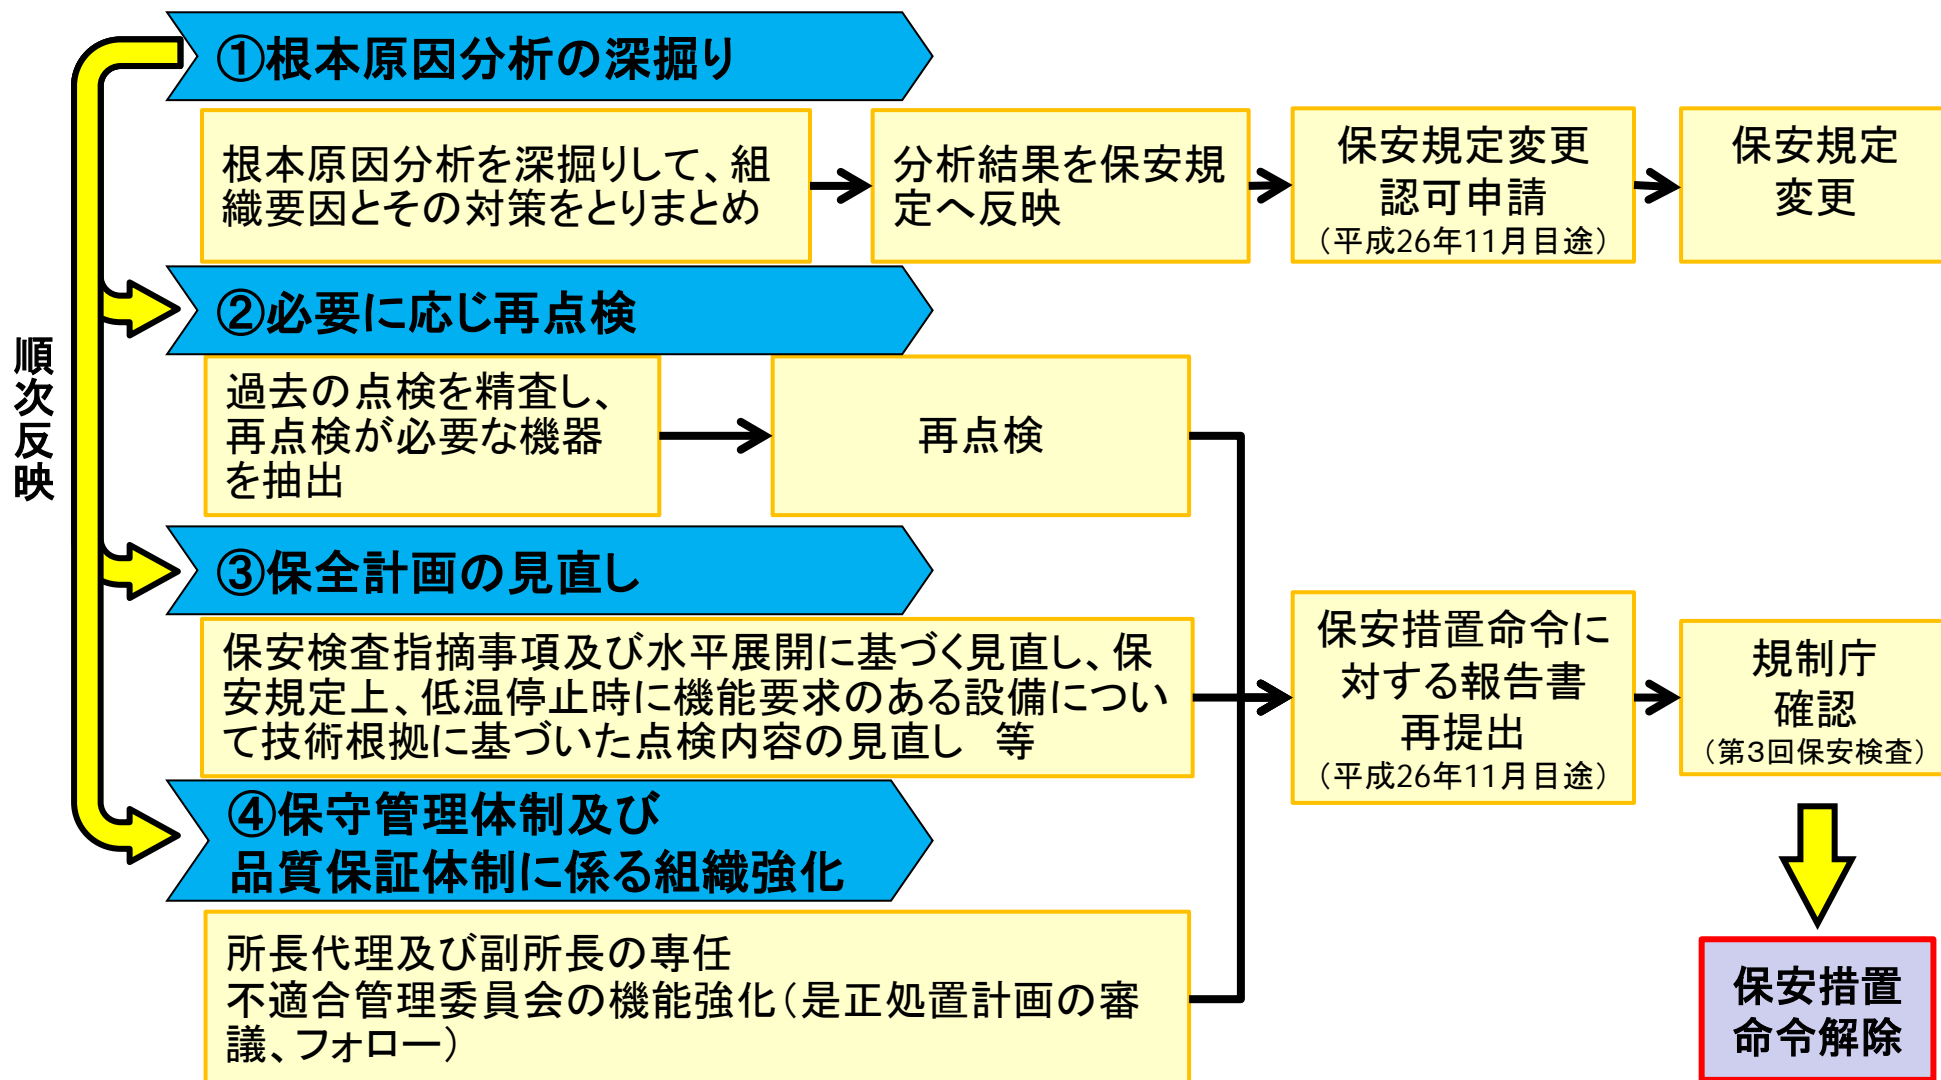 ①根本原因分析の深掘り
根本原因分析を深掘りして、組
織要因とその対策をとりまとめ
分析結果を保安規
定へ反映
保安規定変更
認可申請
（平成26年11月目途）
保安規定
変更
順次反映
②必要に応じ再点検
過去の点検を精査し、
再点検が必要な機器
を抽出
再点検
③保全計画の見直し
保安検査指摘事項及び水平展開に基づく見直し、保
安規定上、低温停止時に機能要求のある設備につい
て技術根拠に基づいた点検内容の見直し　等
保安措置命令に
対する報告書
再提出
（平成26年11月目途）
規制庁
確認
（第3回保安検査）
④保守管理体制及び
品質保証体制に係る組織強化
所長代理及び副所長の専任
不適合管理委員会の機能強化（是正処置計画の審
議、フォロー）
保安措置
命令解除